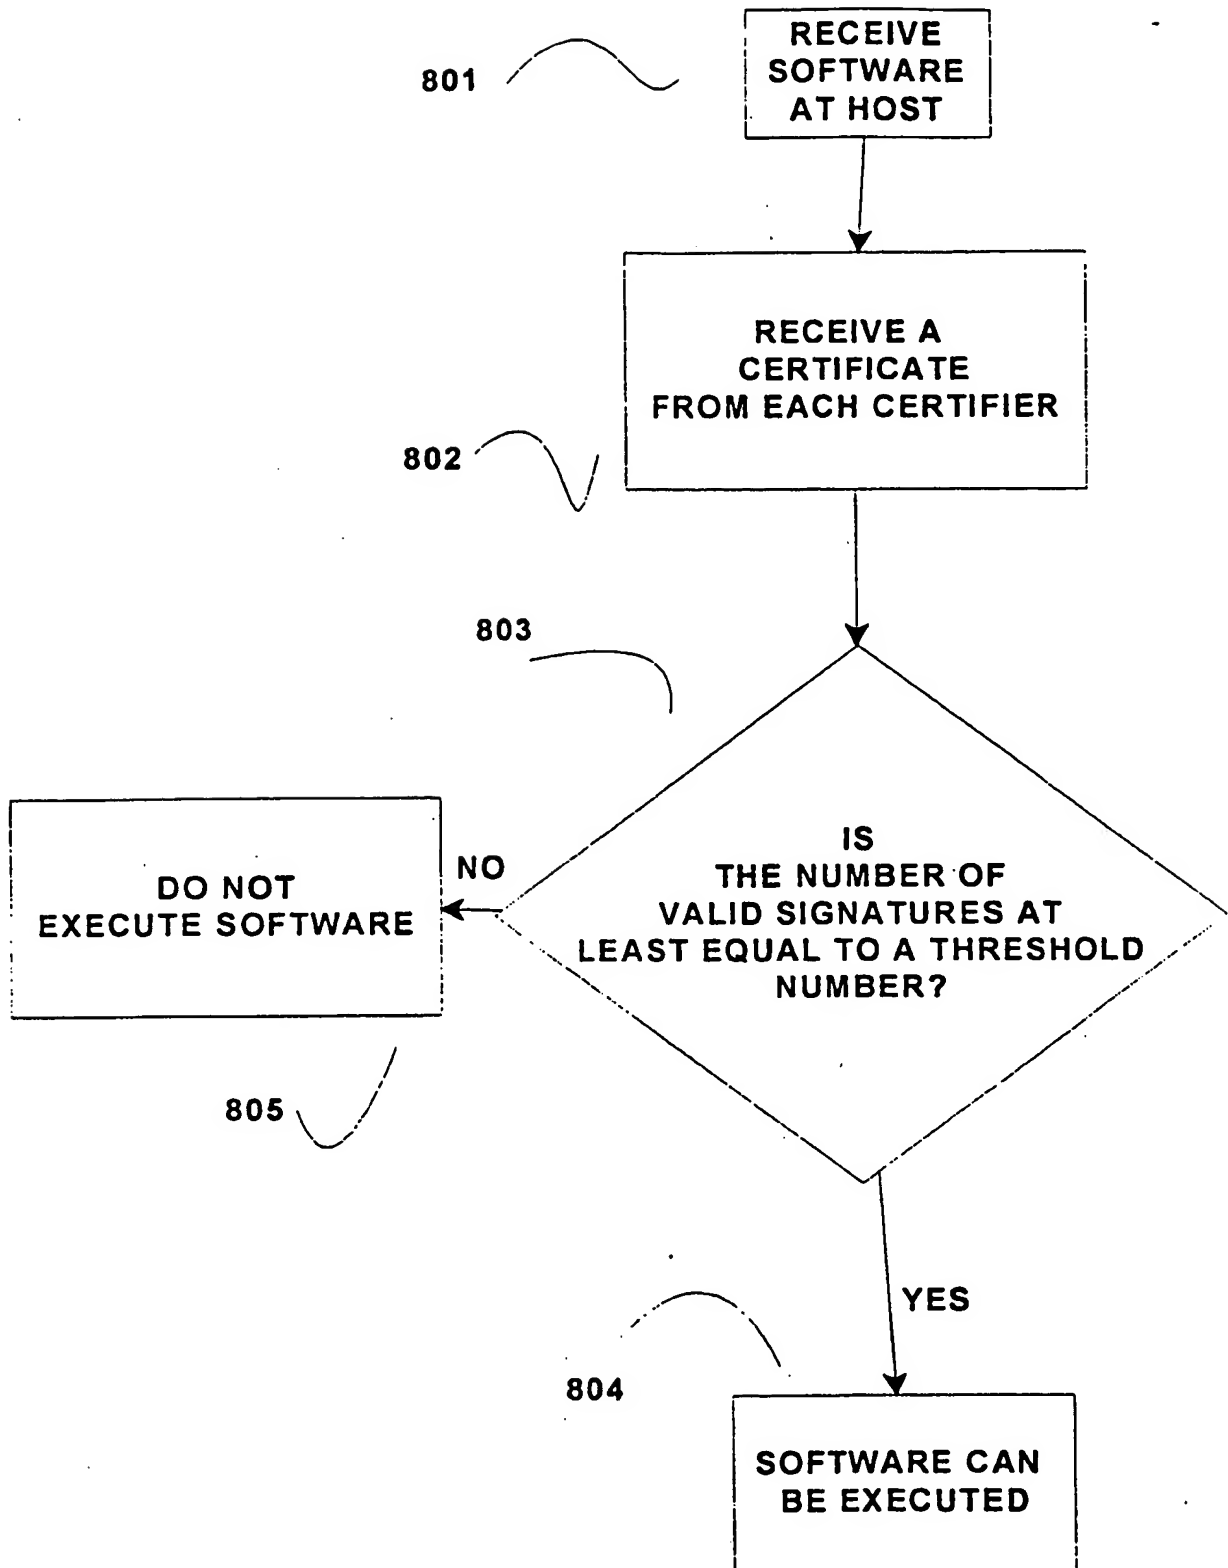 801
RECEIVE
SOFTWARE
AT HOST
RECEIVE A
CERTIFICATE
FROM EACH CERTIFIER
802
803
IS
THE NUMBER OF
VALID SIGNATURES AT
LEAST EQUAL TO A THRESHOLD
NUMBER?
NO
DO NOT
EXECUTE SOFTWARE
805
YES
804
SOFTWARE CAN
BE EXECUTED